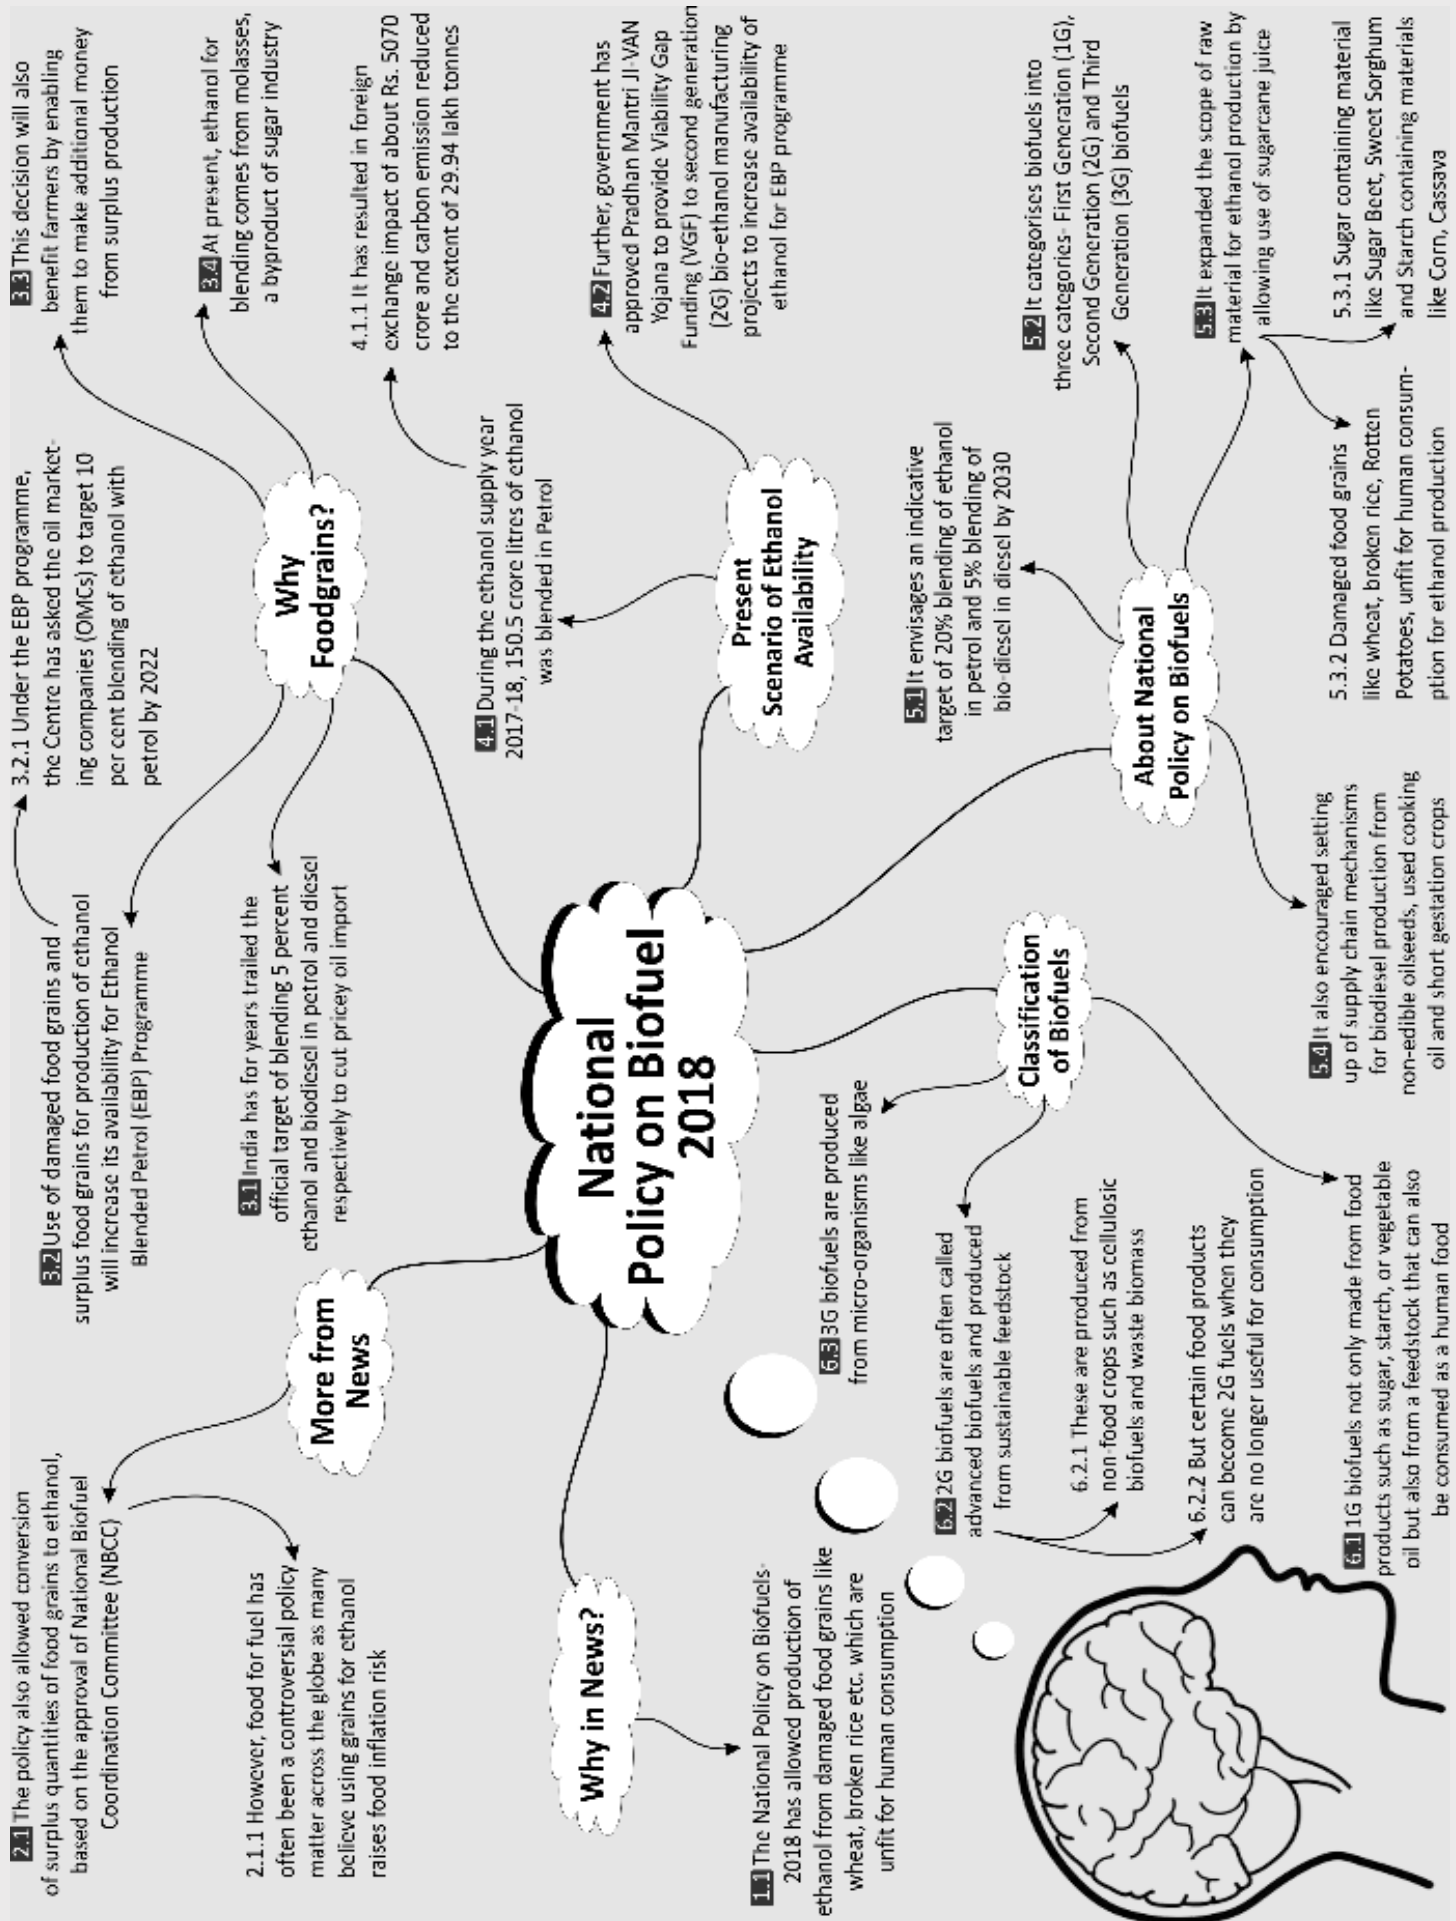 National
Policy on Biofuel
2018
Why in News?
1.1 The National Policy on Biofuels-
2018 has allowed production of
ethanol from damaged food grains like
wheat, broken rice etc. which are
unfit for human consumption
More from
News
2.1 The policy also allowed conversion
of surplus quantities of food grains to ethanol,
based on the approval of National Biofuel
Coordination Committee (NBCC)
2.1.1 However, food for fuel has
often been a controversial policy
matter across the globe as many
believe using grains for ethanol
raises food inflation risk
Why
Foodgrains?
3.1 India has for years trailed the
official target of blending 5 percent
ethanol and biodiesel in petrol and diesel
respectively to cut pricey oil import
3.2 Use of damaged food grains and
surplus food grains for production of ethanol
will increase its availability for Ethanol
Blended Petrol (EBP) Programme
3.2.1 Under the EBP programme,
the Centre has asked the oil market-
ing companies (OMCs) to target 10
per cent blending of ethanol with
petrol by 2022
3.3 This decision will also
benefit farmers by enabling
them to make additional money
from surplus production
3.4 At present, ethanol for
blending comes from molasses,
a byproduct of sugar industry
Present
Scenario of Ethanol
Availability
4.1 During the ethanol supply year
2017-18, 150.5 crore litres of ethanol
was blended in Petrol
4.1.1 It has resulted in foreign
exchange impact of about Rs. 5070
crore and carbon emission reduced
to the extent of 29.94 lakh tonnes
4.2 Further, government has
approved Pradhan Mantri JI-VAN
Yojana to provide Viability Gap
Funding (VGF) to second generation
(2G) bio-ethanol manufacturing
projects to increase availability of
ethanol for EBP programme
About National
Policy on Biofuels
5.1 It envisages an indicative
target of 20% blending of ethanol
in petrol and 5% blending of
bio-diesel in diesel by 2030
5.2 It categorises biofuels into
three categories- First Generation (1G),
Second Generation (2G) and Third
Generation (3G) biofuels
5.3 It expanded the scope of raw
material for ethanol production by
allowing use of sugarcane juice
5.3.1 Sugar containing material
like Sugar Beet, Sweet Sorghum
and Starch containing materials
like Corn, Cassava
5.3.2 Damaged food grains
like wheat, broken rice, Rotten
Potatoes, unfit for human consum-
ption for ethanol production
5.4 It also encouraged setting
up of supply chain mechanisms
for biodiesel production from
non-edible oilseeds, used cooking
oil and short gestation crops
Classification
of Biofuels
6.1 1G biofuels not only made from food
products such as sugar, starch, or vegetable
oil but also from a feedstock that can also
be consumed as a human food
6.2 2G biofuels are often called
advanced biofuels and produced
from sustainable feedstock
6.2.1 These are produced from
non-food crops such as cellulosic
biofuels and waste biomass
6.2.2 But certain food products
can become 2G fuels when they
are no longer useful for consumption
6.3 3G biofuels are produced
from micro-organisms like algae